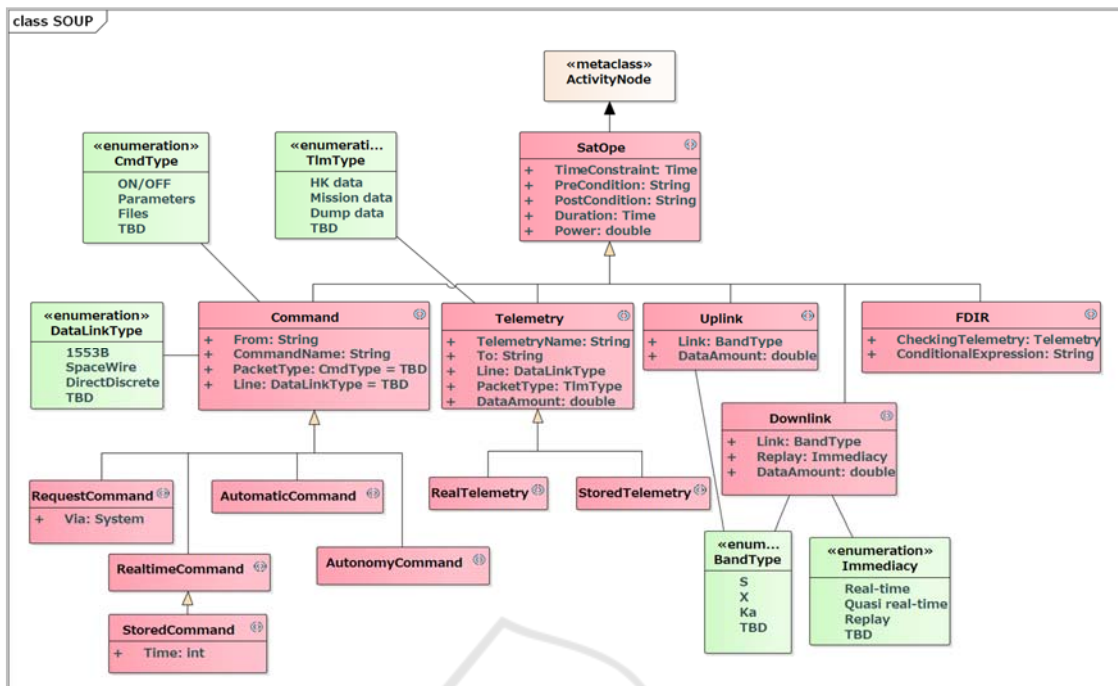 class SOUP
«metaclass»
ActivityNode
SatOpe
+ TimeConstraint: Time
+ PreCondition: String
+ PostCondition: String
+ Duration: Time
+ Power: double
«enumeration»
CmdType
ON/OFF
Parameters
Files
TBD
«enumerati...
TlmType
HK data
Mission data
Dump data
TBD
«enumeration»
DataLinkType
1553B
SpaceWire
DirectDiscrete
TBD
Command
+ From: String
+ CommandName: String
+ PacketType: CmdType = TBD
+ Line: DataLinkType = TBD
Telemetry
+ TelemetryName: String
+ To: String
+ Line: DataLinkType
+ PacketType: TlmType
+ DataAmount: double
Uplink
+ Link: BandType
+ DataAmount: double
FDIR
+ CheckingTelemetry: Telemetry
+ ConditionalExpression: String
Downlink
+ Link: BandType
+ Replay: Immediacy
+ DataAmount: double
RequestCommand
+ Via: System
AutomaticCommand
RealTelemetry
StoredTelemetry
RealtimeCommand
AutonomyCommand
StoredCommand
+ Time: int
«enum...
BandType
S
X
Ka
TBD
«enumeration»
Immediacy
Real-time
Quasi real-time
Replay
TBD